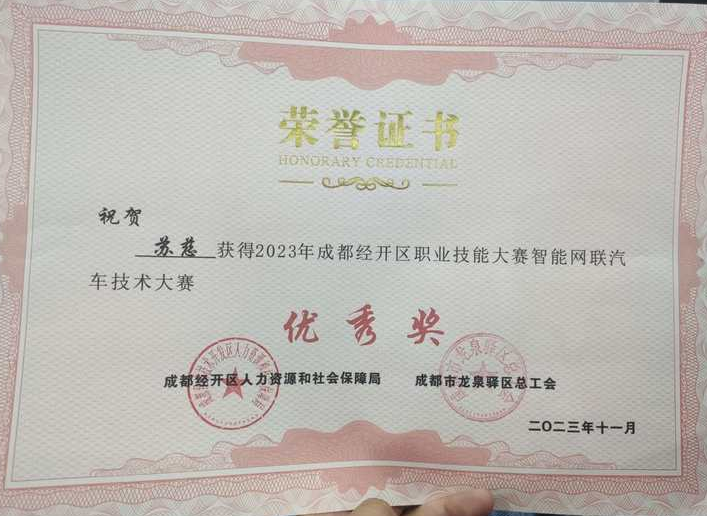 荣誉证书
HONORARY CREDENTIAL
祝贺
苏慈 获得2023年成都经开区职业技能大赛智能网联汽
车技术大赛
优秀奖
成都经开区人力资源和社会保障局 成都市龙泉驿区总工会
二〇二三年十一月